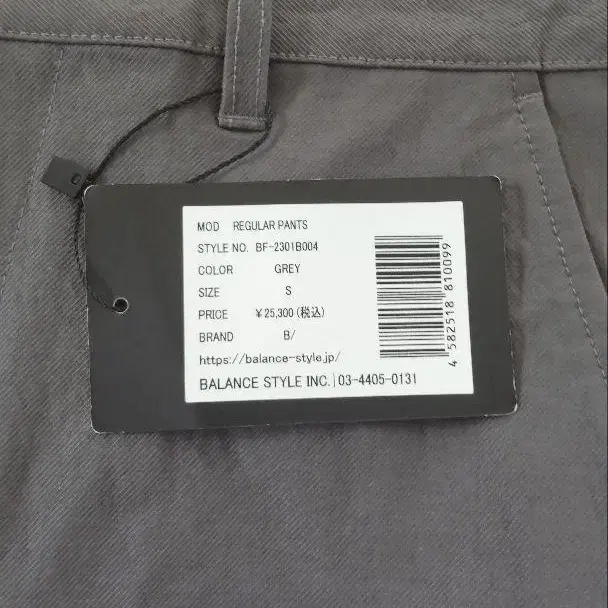 MOD REGULAR PANTS
STYLE NO. BF-2301B004
COLOR GREY
SIZE S
PRICE ¥25,300(税込)
BRAND B/
https://balance-style.jp/
BALANCE STYLE INC.|03-4405-0131
4 582518 810099